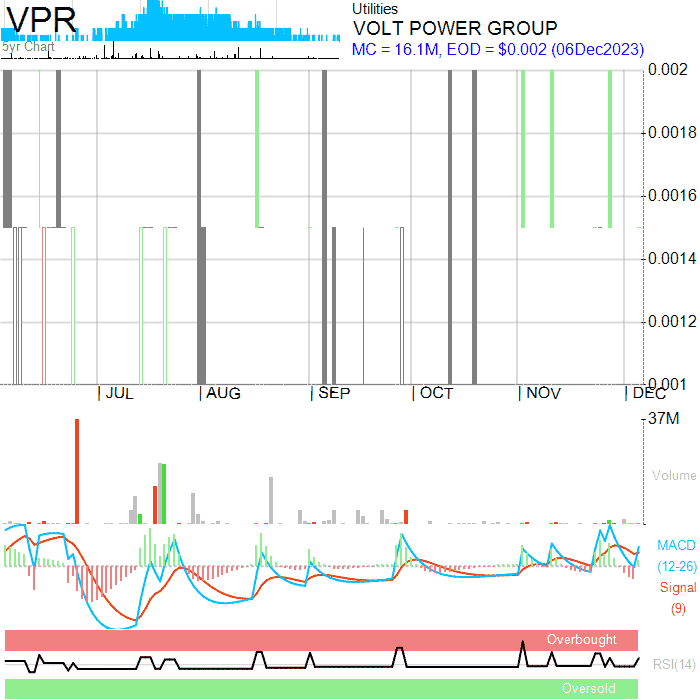 VPR
5yr Chart
Utilities
VOLT POWER GROUP
MC = 16.1M, EOD = $0.002 (06Dec2023)
0.002
0.0018
0.0016
0.0014
0.0012
0.001
JUL
AUG
SEP
OCT
NOV
DEC
37M
Volume
MACD
(12-26)
Signal
(9)
Overbought
RSI(14)
Oversold